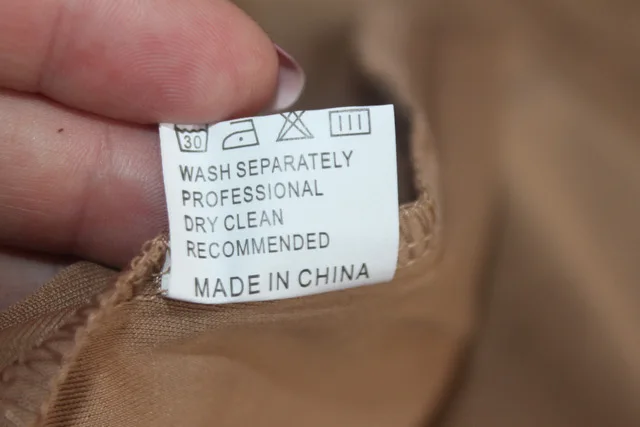 30
WASH SEPARATELY
PROFESSIONAL
DRY CLEAN
RECOMMENDED
MADE IN CHINA